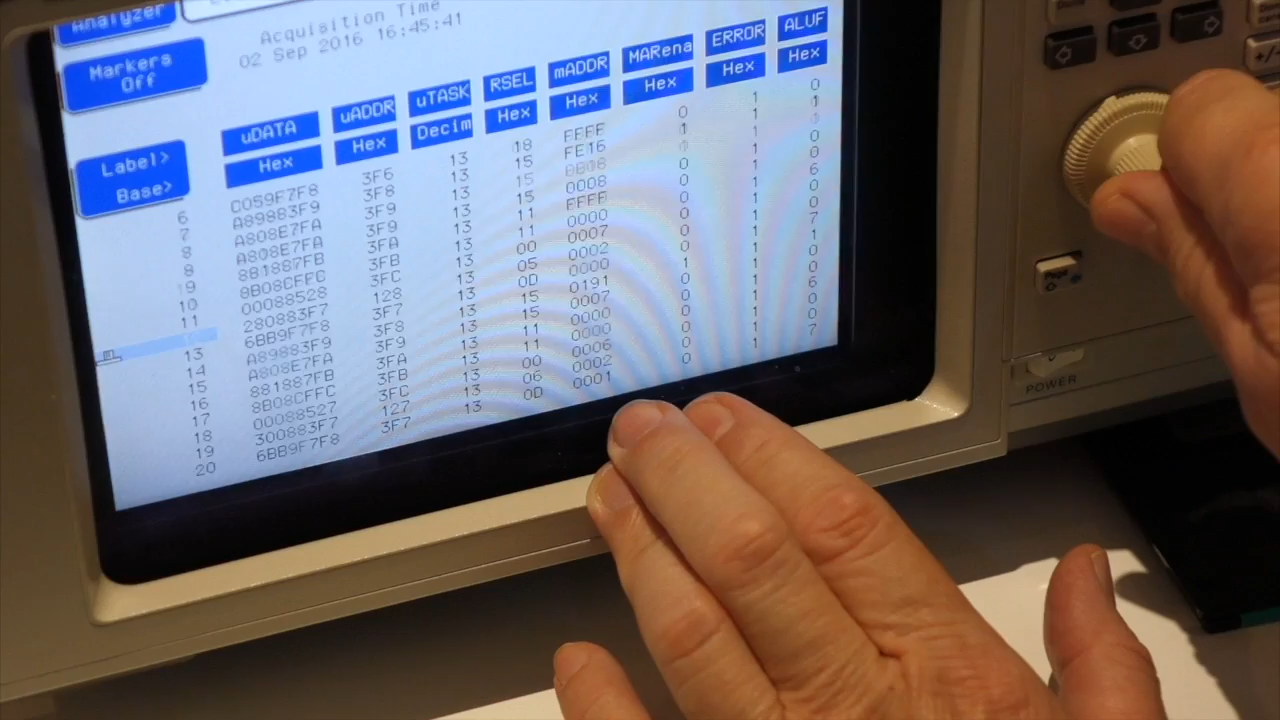 Analyzer
Acquisition Time
02 Sep 2016 16:45:41
Markers
Off
Label>
Base>
uDATA uADDR uTASK RSEL mADDR MARena ERROR ALUF
Hex Hex Decim Hex Hex Hex Hex Hex
6 C059F7F8 3F6 13 18 FFFF 0 1 0
7 A89883F9 3F8 13 15 FE16 1 1 1
8 A808E7FA 3F9 13 15 1
A808E7FA 3F9 13 15 0008 0 1 0
9 881887FB 3FA 13 11 FFFF 0 1 0
10 8B08CFFC 3FB 13 11 0000 0 1 6
11 00088528 3FC 13 00 0007 0 1
280883F7 128 13 05 0002 0 1
13 6BB9F7F8 3F7 13 0D 0000 0 1 7
14 A89883F9 3F8 13 15 0191 1 1 1
15 A808E7FA 3F9 13 15 0007 0 1 0
16 881887FB 3FA 13 11 0000 0 1 0
17 8B08CFFC 3FB 13 11 0000 0 1 6
18 00088527 3FC 13 00 0006 0 1 0
19 300883F7 127 13 06 0002 0 1 0
20 6BB9F7F8 3F7 13 0D 0001 0 1 7
Page
POWER